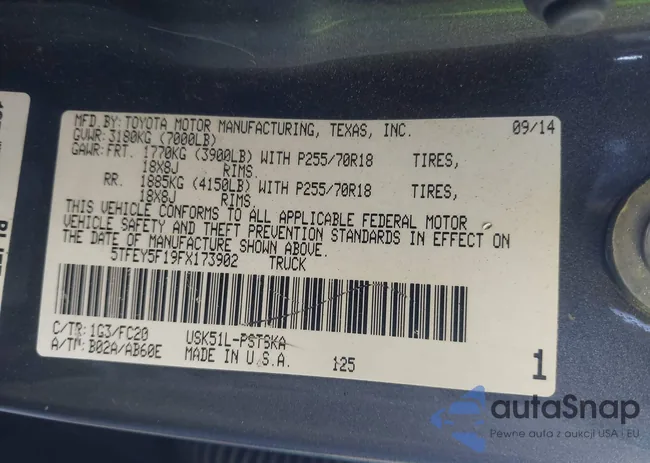 MFD.BY:TOYOTA MOTOR MANUFACTURING, TEXAS, INC. 09/14
GVWR:3180KG (7000LB)
GAWR:FRT. 1770KG (3900LB) WITH P255/70R18 TIRES,
18X8J RIMS.
RR. 1885KG (4150LB) WITH P255/70R18 TIRES,
18X8J RIMS.
THIS VEHICLE CONFORMS TO ALL APPLICABLE FEDERAL MOTOR
VEHICLE SAFETY AND THEFT PREVENTION STANDARDS IN EFFECT ON
THE DATE OF MANUFACTURE SHOWN ABOVE.
5TFEY5F19FX173902 TRUCK
C/TR:1G3/FC20 USK51L-PSTSKA
A/TM:B02A/AB60E MADE IN U.S.A. 125 1
autaSnap
Pewne auta z aukcji USA i EU